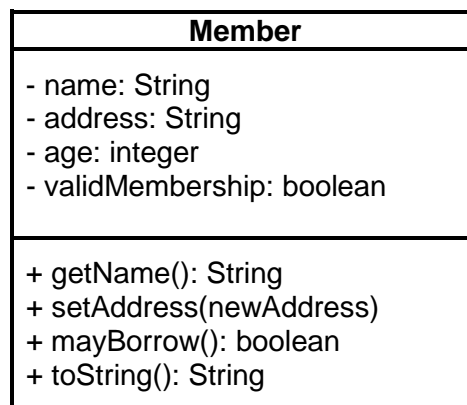 Member
- name: String
- address: String
- age: integer
- validMembership: boolean
+ getName(): String
+ setAddress(newAddress)
+ mayBorrow(): boolean
+ toString(): String